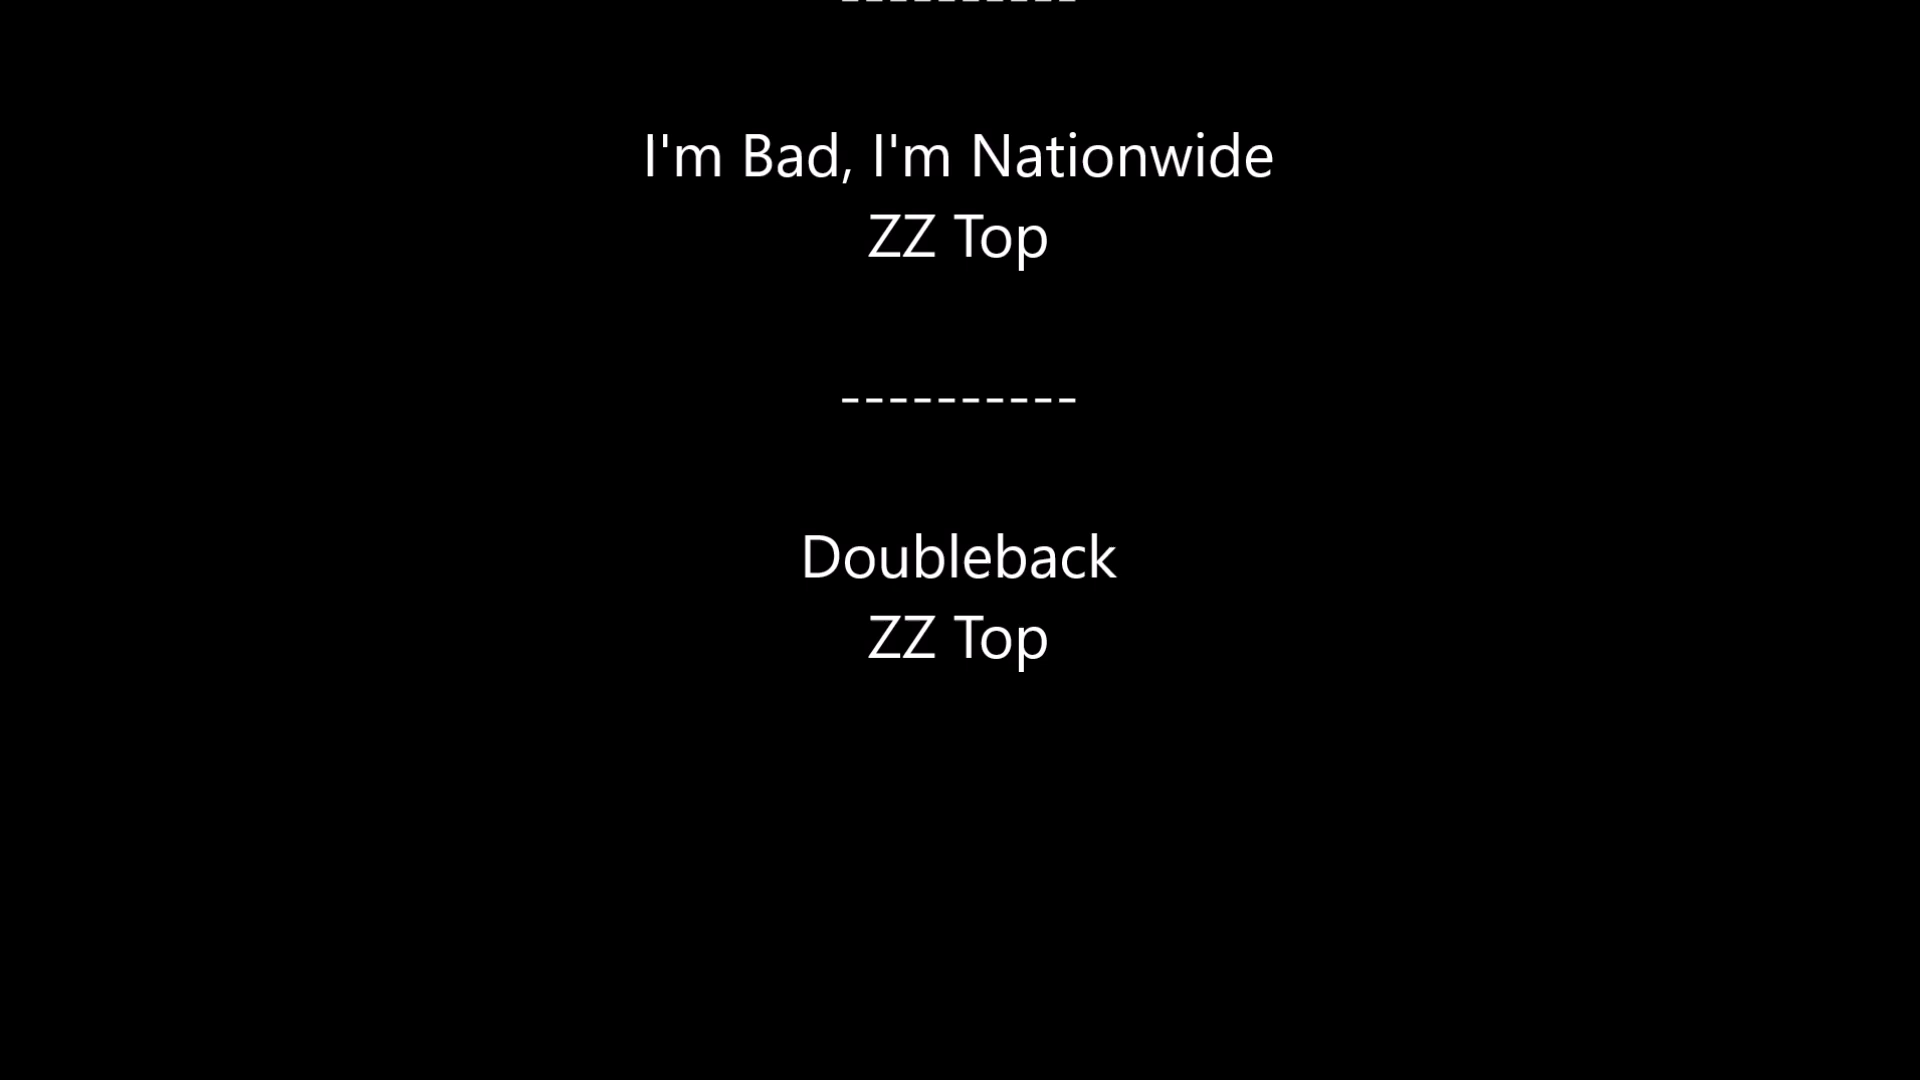 ----------
I'm Bad, I'm Nationwide
ZZ Top
----------
Doubleback
ZZ Top